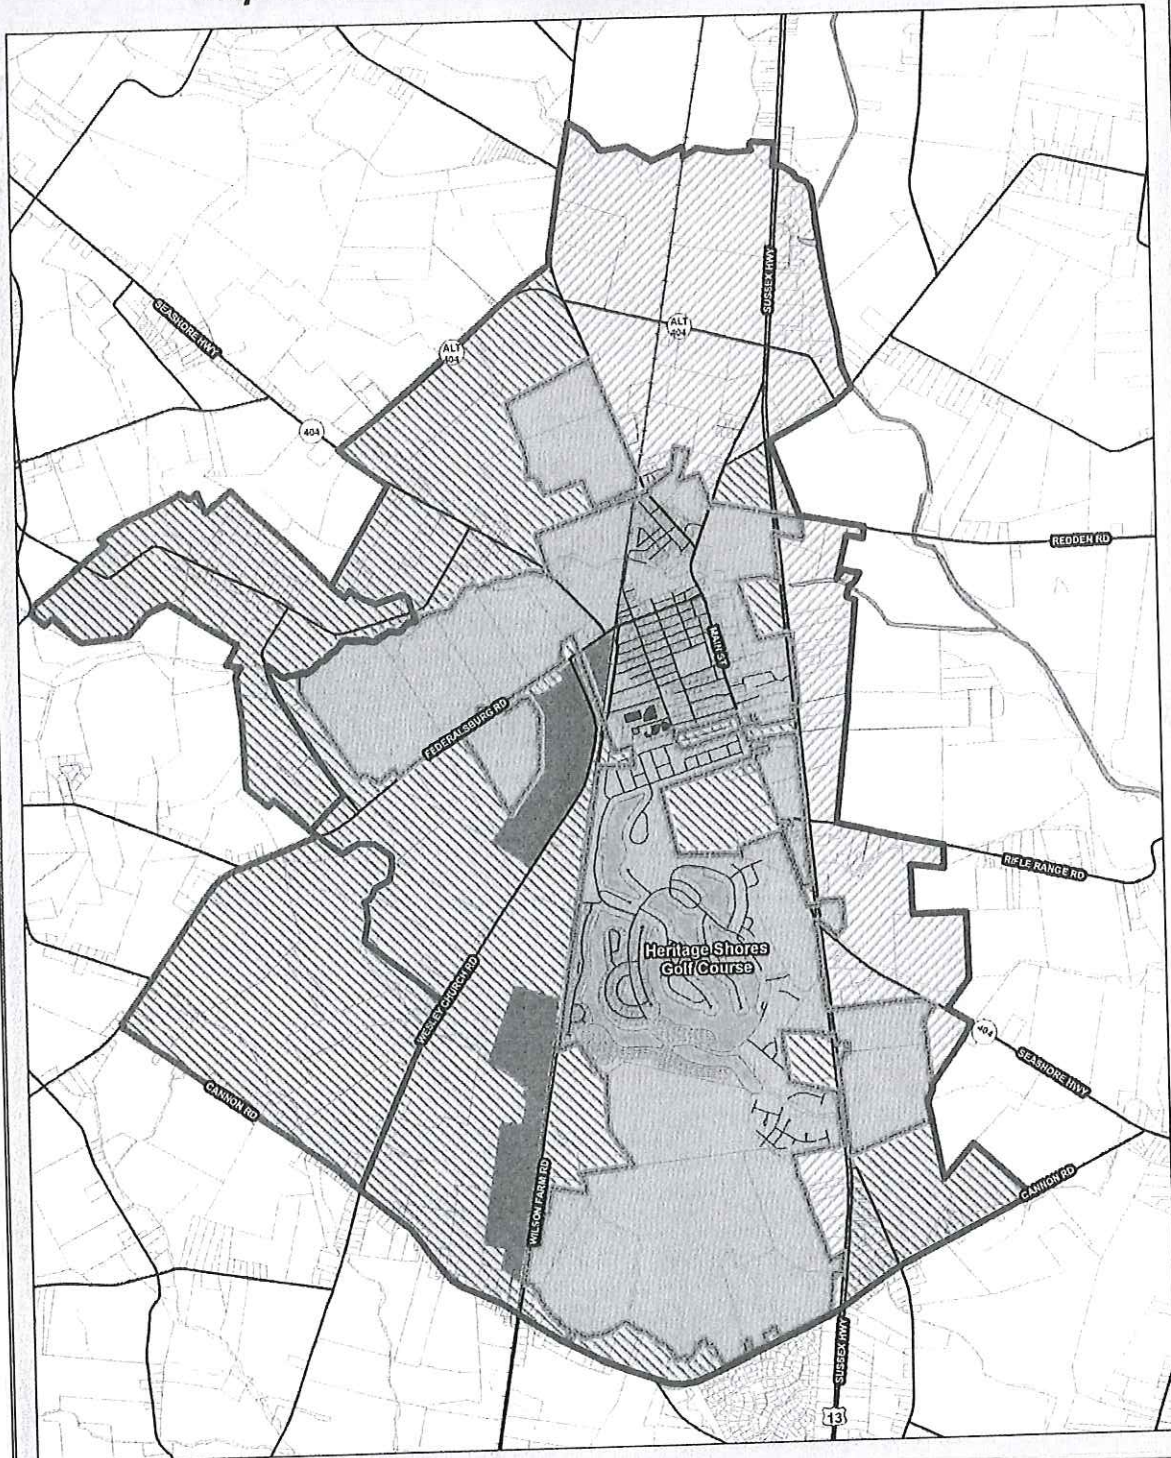 SUSSEX HWY
SEASHORE HWY
ALT
404
ALT
404
404
REDDEN RD
MAIN ST
FEDERALSBURG RD
RIFLE RANGE RD
Heritage Shores
Golf Course
WESLEY CHURCH RD
404
SEASHORE HWY
CANNON RD
CANNON RD
WILSON FARM RD
SUSSEX HWY
13